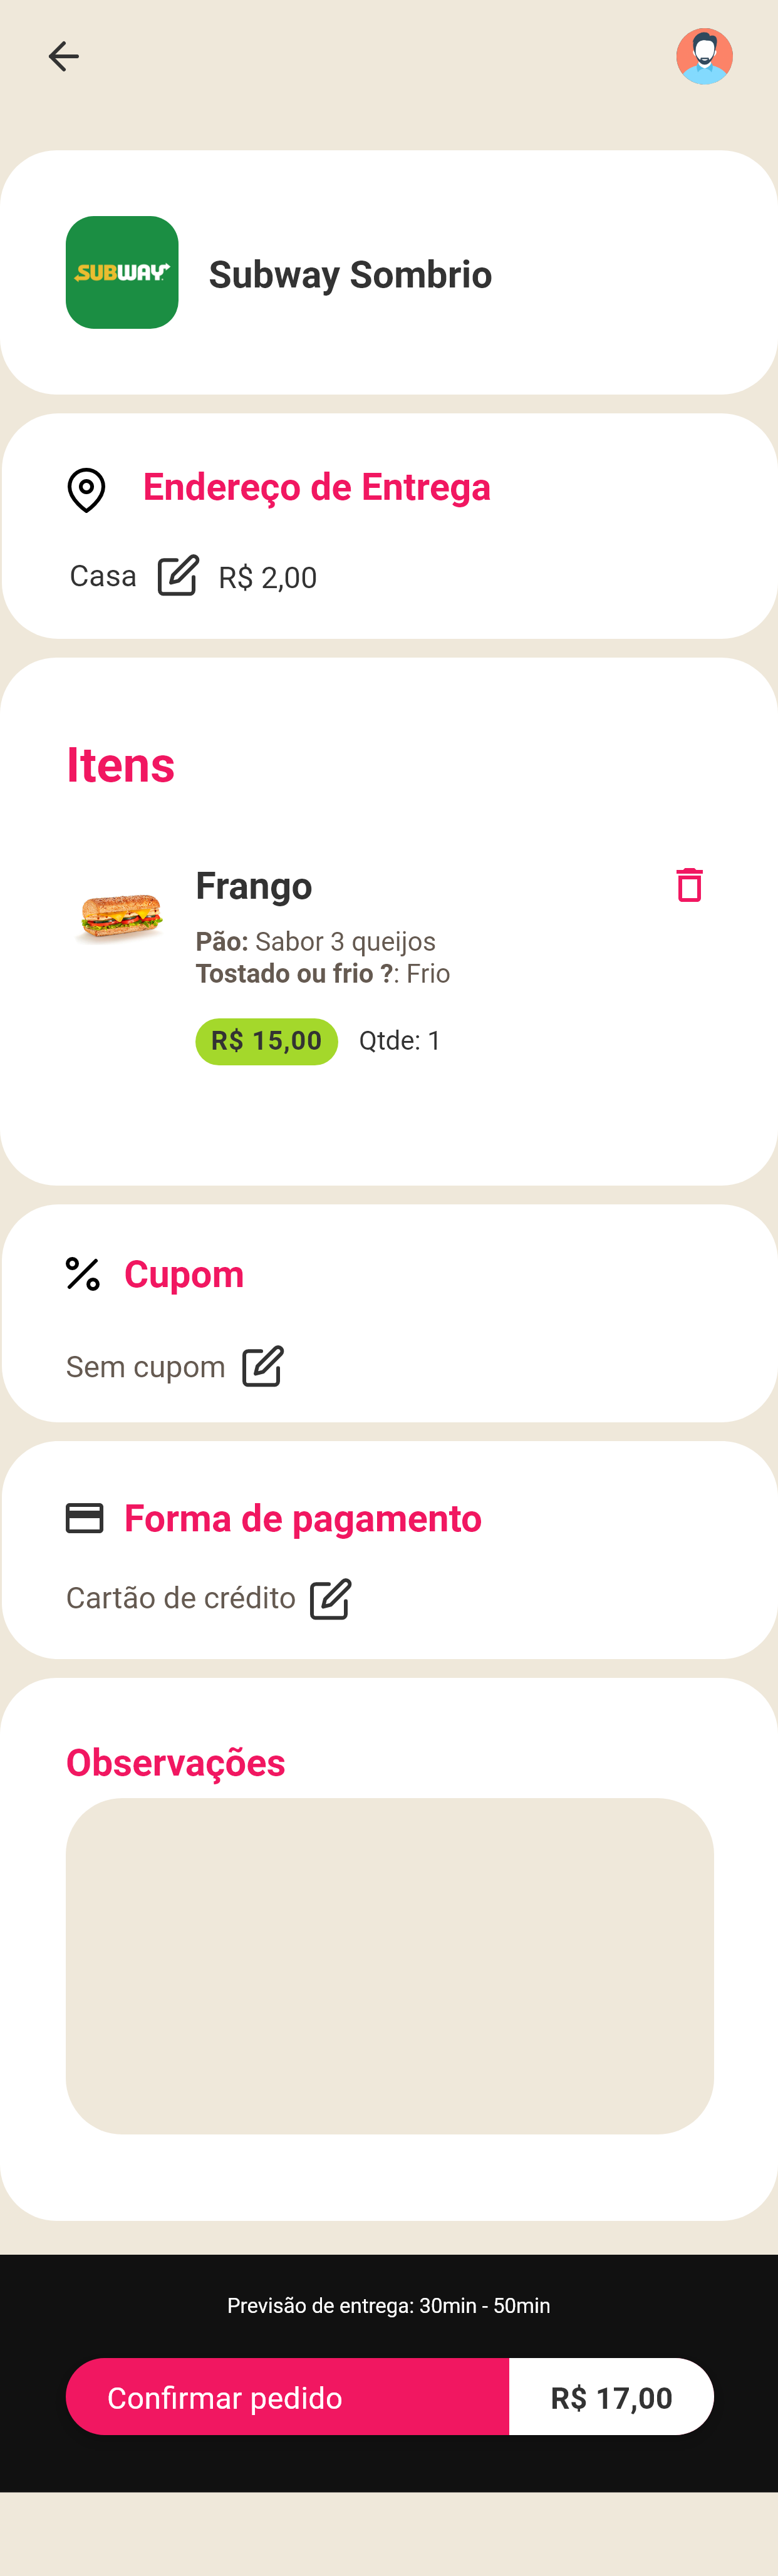 SUBWAY
Subway Sombrio
Endereço de Entrega
Casa R$ 2,00
Itens
Frango
Pão: Sabor 3 queijos
Tostado ou frio ?: Frio
R$ 15,00 Qtde: 1
Cupom
Sem cupom
Forma de pagamento
Cartão de crédito
Observações
Previsão de entrega: 30min - 50min
Confirmar pedido R$ 17,00